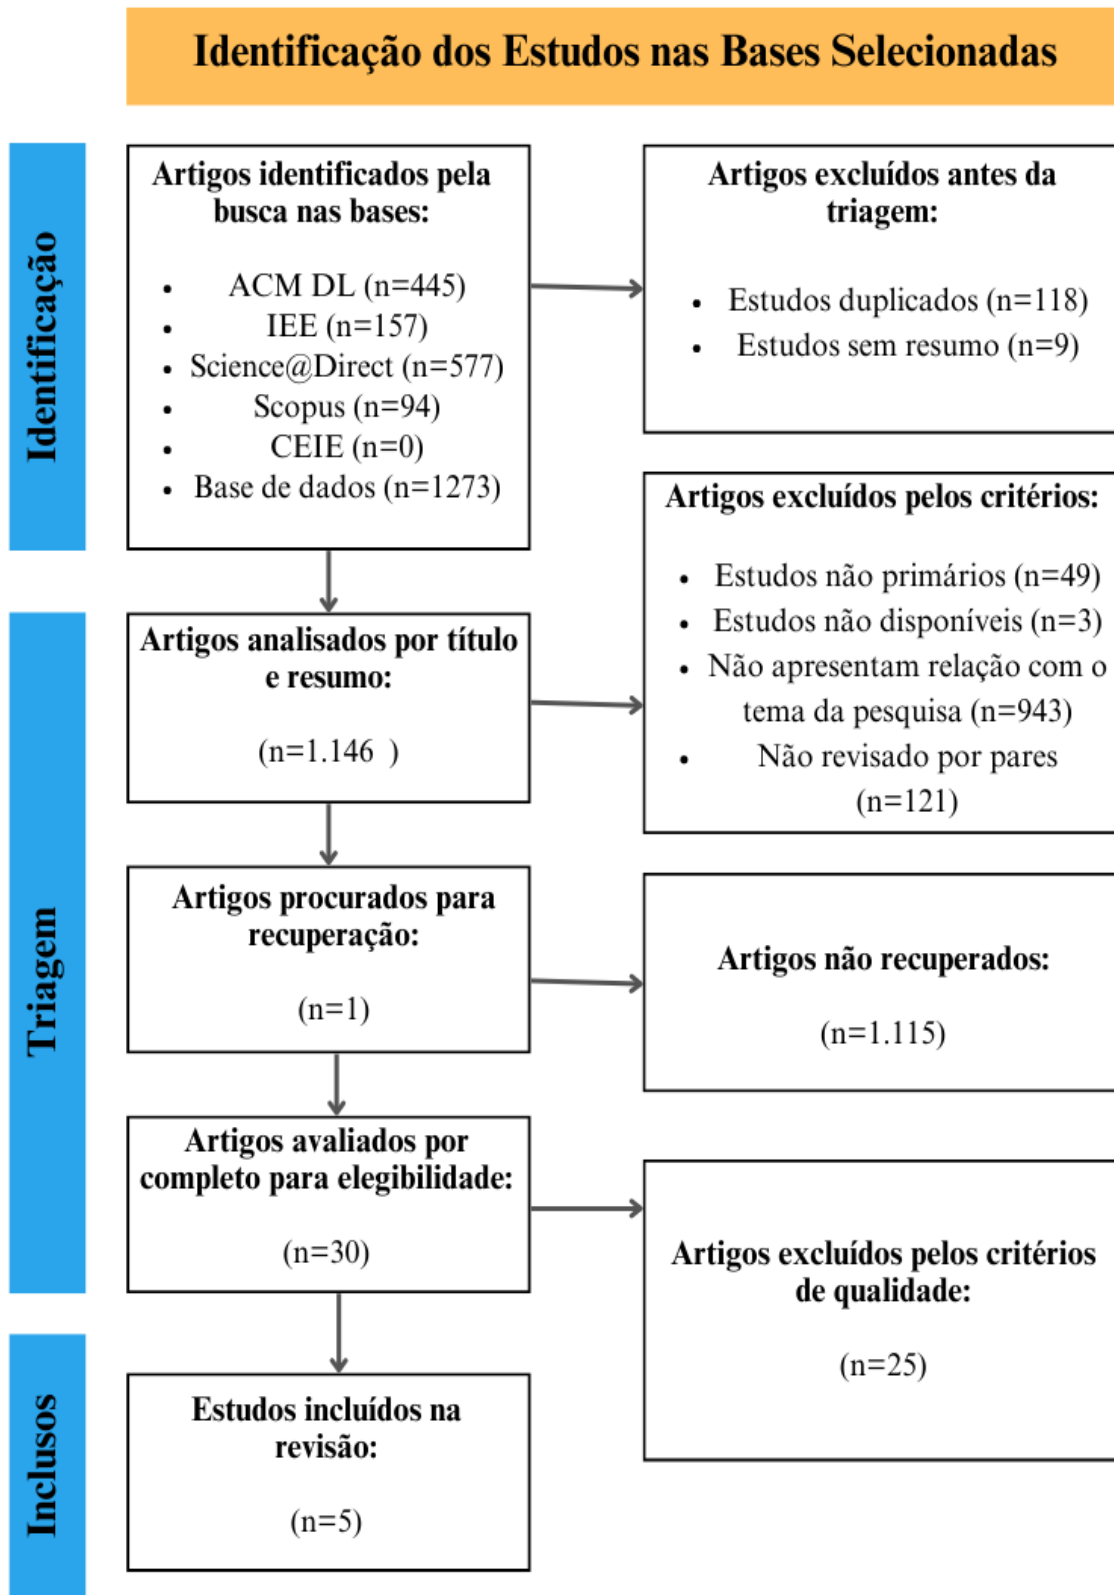 Identificação dos Estudos nas Bases Selecionadas
Identificação
Artigos identificados pela
busca nas bases:
• ACM DL (n=445)
• IEE (n=157)
• Science@Direct (n=577)
• Scopus (n=94)
• CEIE (n=0)
• Base de dados (n=1273)
Artigos excluídos antes da
triagem:
• Estudos duplicados (n=118)
• Estudos sem resumo (n=9)
Triagem
Artigos analisados por título
e resumo:
(n=1.146 )
Artigos excluídos pelos critérios:
• Estudos não primários (n=49)
• Estudos não disponíveis (n=3)
• Não apresentam relação com o
tema da pesquisa (n=943)
• Não revisado por pares
(n=121)
Artigos procurados para
recuperação:
(n=1)
Artigos não recuperados:
(n=1.115)
Artigos avaliados por
completo para elegibilidade:
(n=30)
Artigos excluídos pelos critérios
de qualidade:
(n=25)
Inclusos
Estudos incluídos na
revisão:
(n=5)